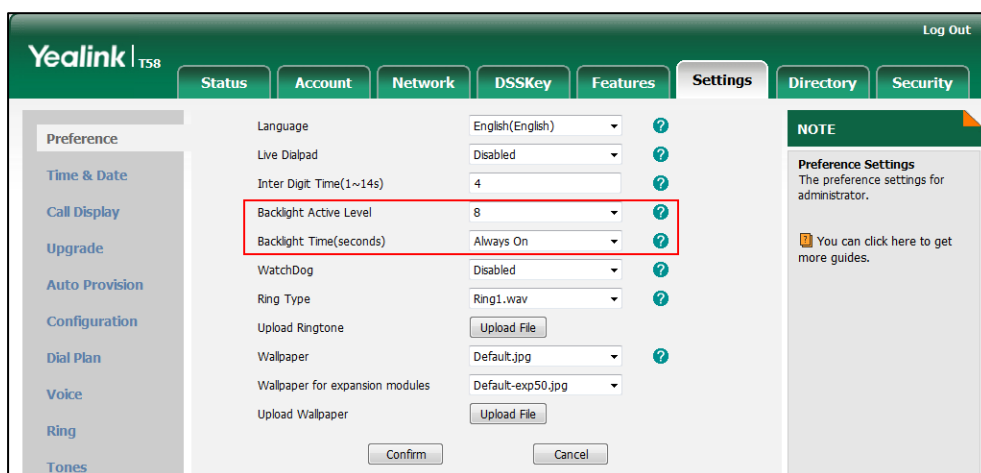 Log Out
Yealink | T58
Status Account Network DSSKey Features Settings Directory Security
Preference
Time & Date
Call Display
Upgrade
Auto Provision
Configuration
Dial Plan
Voice
Ring
Tones
Language English(English) ?
Live Dialpad Disabled ?
Inter Digit Time(1~14s) 4 ?
Backlight Active Level 8 ?
Backlight Time(seconds) Always On ?
WatchDog Disabled ?
Ring Type Ring1.wav ?
Upload Ringtone Upload File
Wallpaper Default.jpg ?
Wallpaper for expansion modules Default-exp50.jpg
Upload Wallpaper Upload File
Confirm Cancel
NOTE
Preference Settings
The preference settings for
administrator.
? You can click here to get
more guides.